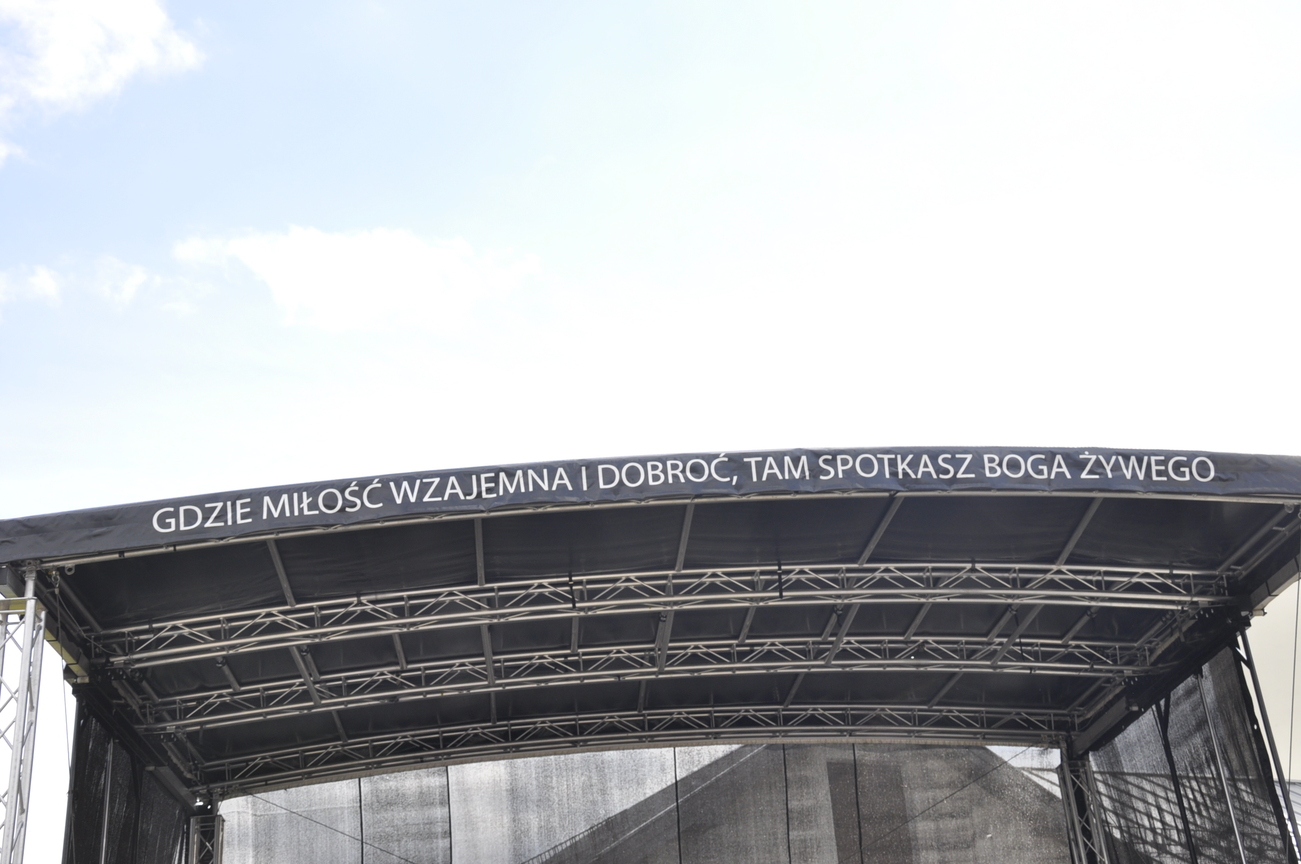 GDZIE MIŁOŚĆ WZAJEMNA I DOBROĆ, TAM SPOTKASZ BOGA ŻYWEGO